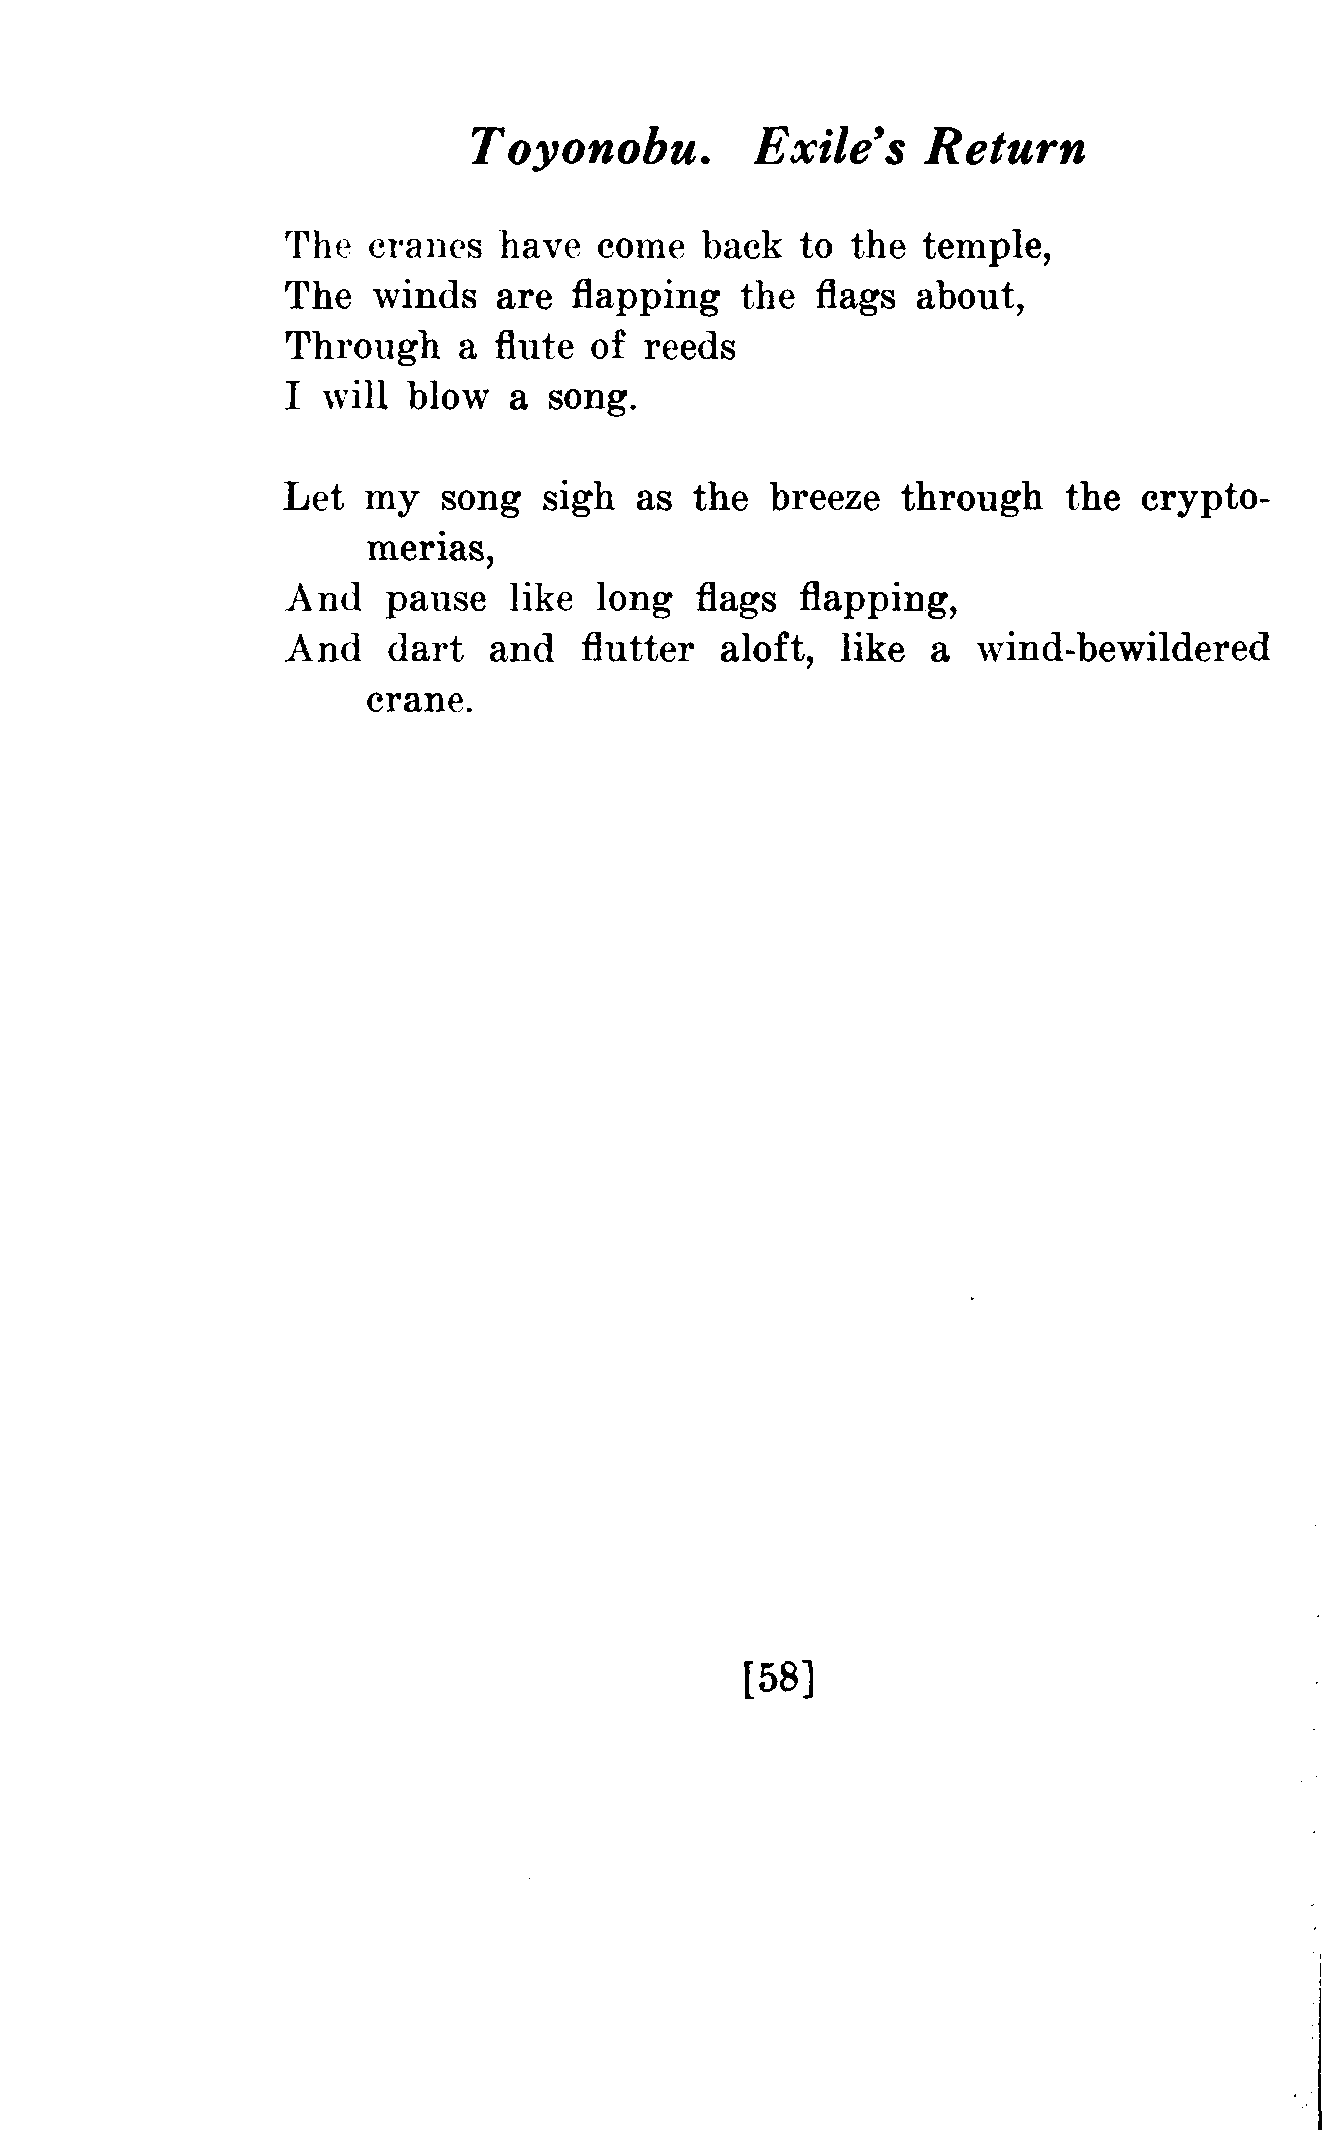 Toyonobu. Exile's Return
The cranes have come back to the temple,
The winds are flapping the flags about,
Through a flute of reeds
I will blow a song.
Let my song sigh as the breeze through the crypto-
merias,
And pause like long flags flapping,
And dart and flutter aloft, like a wind-bewildered
crane.
[58]